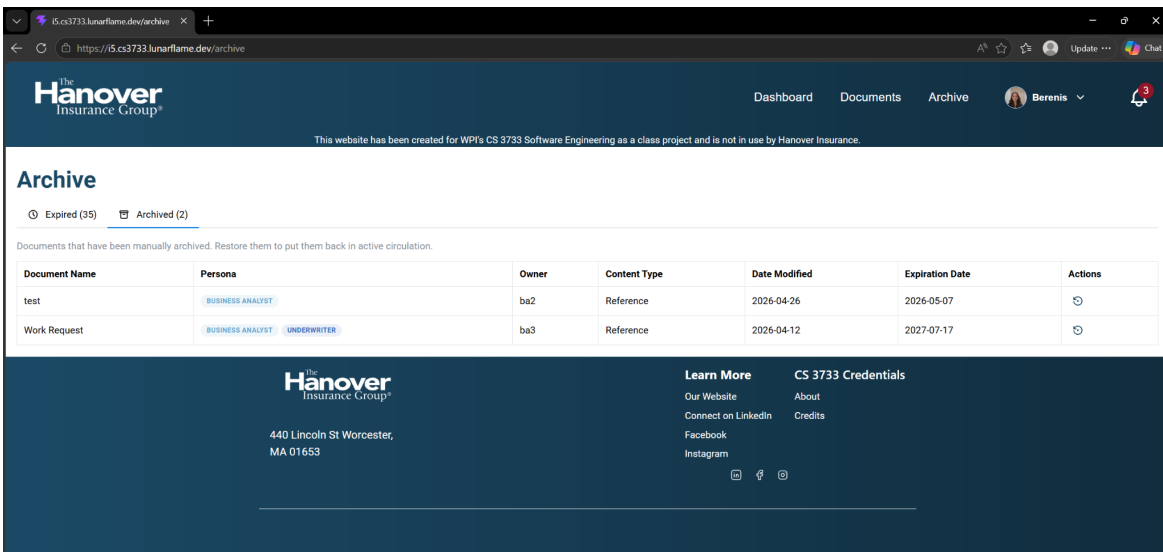 i5.cs3733.lunarflame.dev/archive
https://i5.cs3733.lunarflame.dev/archive
Update
Chat
The
Hanover
Insurance Group®
Dashboard
Documents
Archive
Berenis
3
This website has been created for WPI's CS 3733 Software Engineering as a class project and is not in use by Hanover Insurance.
Archive
Expired (35)
Archived (2)
Documents that have been manually archived. Restore them to put them back in active circulation.
Document Name Persona Owner Content Type Date Modified Expiration Date Actions
test BUSINESS ANALYST ba2 Reference 2026-04-26 2026-05-07
Work Request BUSINESS ANALYST UNDERWRITER ba3 Reference 2026-04-12 2027-07-17
The
Hanover
Insurance Group®
440 Lincoln St Worcester,
MA 01653
Learn More
Our Website
Connect on LinkedIn
Facebook
Instagram
CS 3733 Credentials
About
Credits